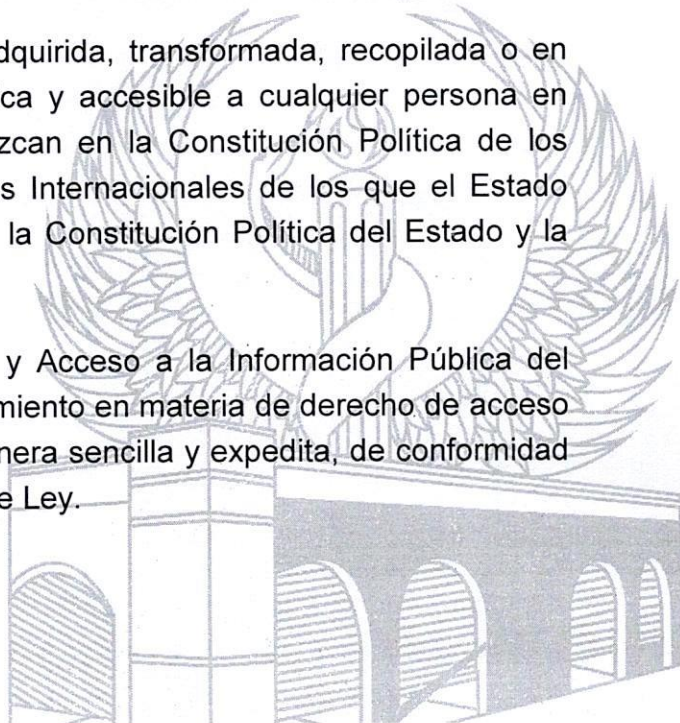 dquirida, transformada, recopilada o en
ca y accesible a cualquier persona en
zcan en la Constitución Política de los
s Internacionales de los que el Estado
la Constitución Política del Estado y la
y Acceso a la Información Pública del
miento en materia de derecho de acceso
nera sencilla y expedita, de conformidad
e Ley.